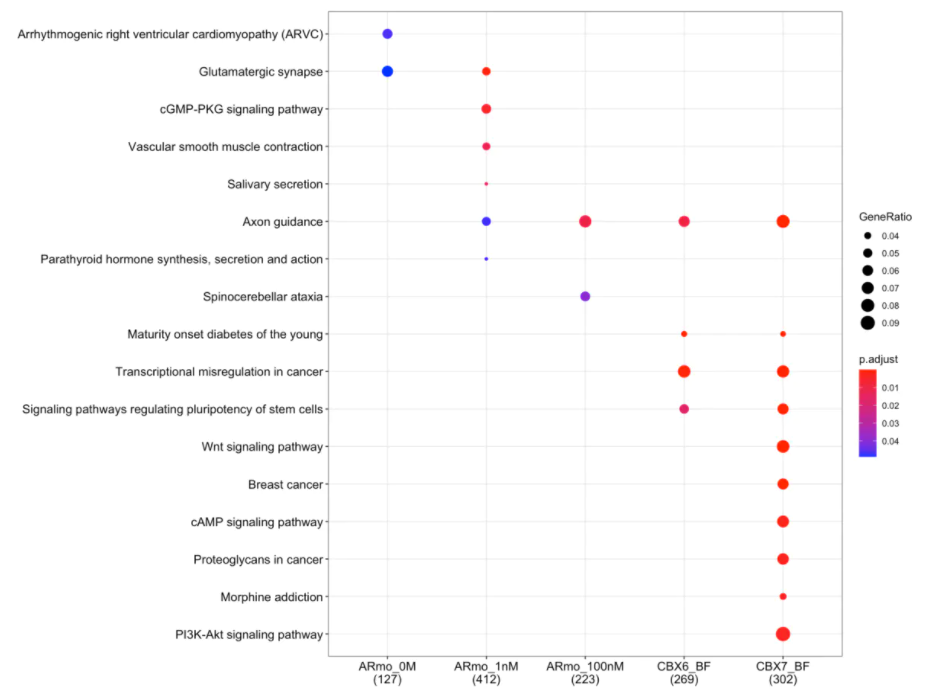 Arrhythmogenic right ventricular cardiomyopathy (ARVC)
Glutamatergic synapse
cGMP-PKG signaling pathway
Vascular smooth muscle contraction
Salivary secretion
Axon guidance
Parathyroid hormone synthesis, secretion and action
Spinocerebellar ataxia
Maturity onset diabetes of the young
Transcriptional misregulation in cancer
Signaling pathways regulating pluripotency of stem cells
Wnt signaling pathway
Breast cancer
cAMP signaling pathway
Proteoglycans in cancer
Morphine addiction
PI3K-Akt signaling pathway
ARmo_0M ARmo_1nM ARmo_100nM CBX6_BF CBX7_BF
(127) (412) (223) (269) (302)
GeneRatio
0.04
0.05
0.06
0.07
0.08
0.09
p.adjust
0.01
0.02
0.03
0.04